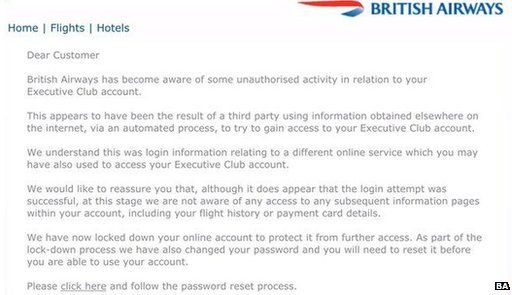 BRITISH AIRWAYS
Home | Flights | Hotels
Dear Customer
British Airways has become aware of some unauthorised activity in relation to your
Executive Club account.
This appears to have been the result of a third party using information obtained elsewhere on
the internet, via an automated process, to try to gain access to your Executive Club account.
We understand this was login information relating to a different online service which you may
have also used to access your Executive Club account.
We would like to reassure you that, although it does appear that the login attempt was
successful, at this stage we are not aware of any access to any subsequent information pages
within your account, including your flight history or payment card details.
We have now locked down your online account to protect it from further access. As part of the
lock-down process we have also changed your password and you will need to reset it before
you are able to use your account.
Please click here and follow the password reset process.
BA